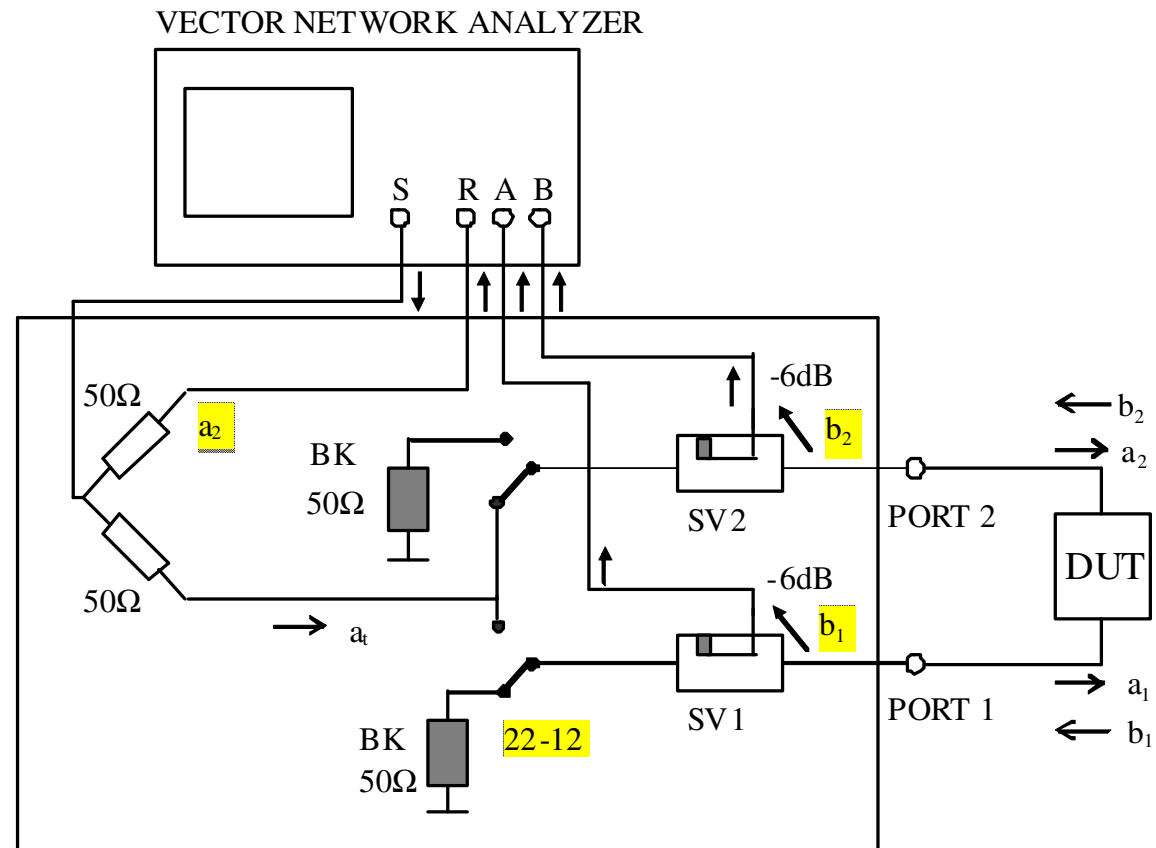 VECTOR NETWORK ANALYZER
S R A B
50Ω
a₂
-6dB
b₂
b₂
a₂
BK
50Ω
SV2
PORT 2
DUT
50Ω
aₜ
-6dB
b₁
a₁
SV1
PORT 1
b₁
BK
50Ω
22-12